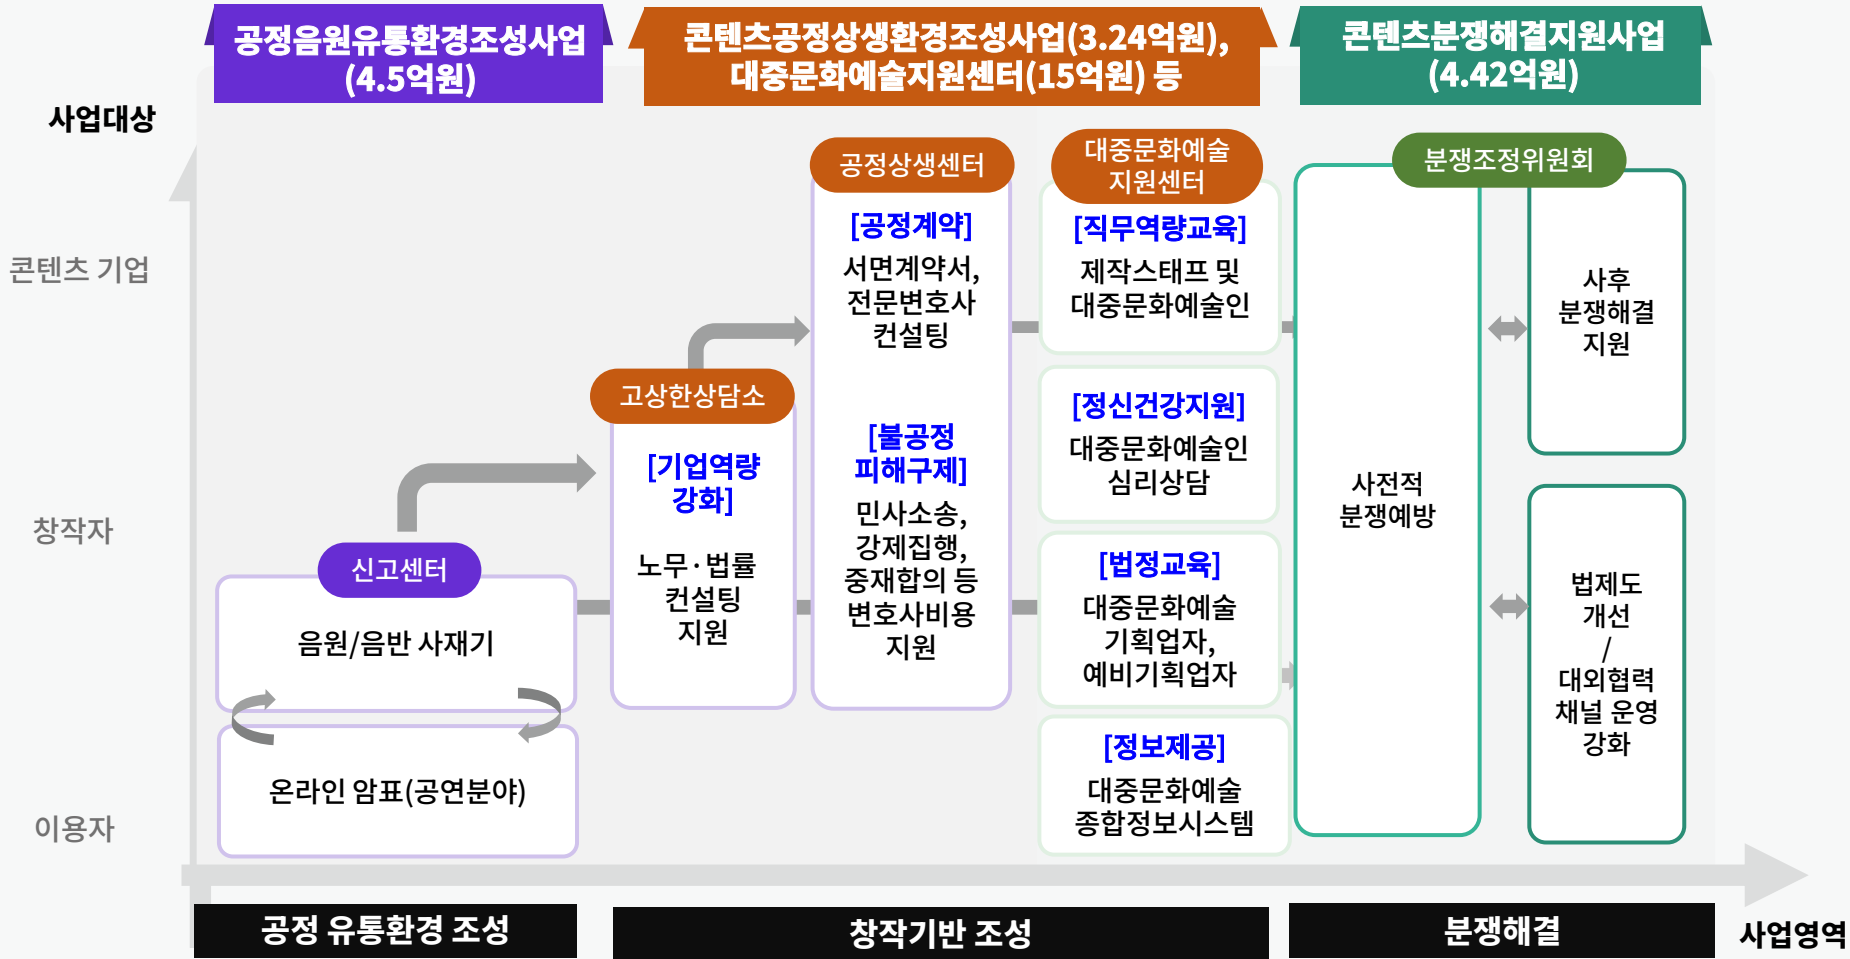 공정음원유통환경조성사업
(4.5억원)
콘텐츠공정상생환경조성사업(3.24억원),
대중문화예술지원센터(15억원) 등
콘텐츠분쟁해결지원사업
(4.42억원)
사업대상
콘텐츠 기업
창작자
이용자
신고센터
음원/음반 사재기
온라인 암표(공연분야)
고상한상담소
[기업역량
강화]
노무·법률
컨설팅
지원
공정상생센터
[공정계약]
서면계약서,
전문변호사
컨설팅
[불공정
피해구제]
민사소송,
강제집행,
중재합의 등
변호사비용
지원
대중문화예술
지원센터
[직무역량교육]
제작스태프 및
대중문화예술인
[정신건강지원]
대중문화예술인
심리상담
[법정교육]
대중문화예술
기획업자,
예비기획업자
[정보제공]
대중문화예술
종합정보시스템
분쟁조정위원회
사전적
분쟁예방
사후
분쟁해결
지원
법제도
개선
/
대외협력
채널 운영
강화
공정 유통환경 조성
창작기반 조성
분쟁해결
사업영역